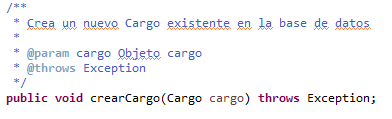 /**
* Crea un nuevo Cargo existente en la base de datos
*
* @param cargo Objeto cargo
* @throws Exception
*/
public void crearCargo(Cargo cargo) throws Exception;